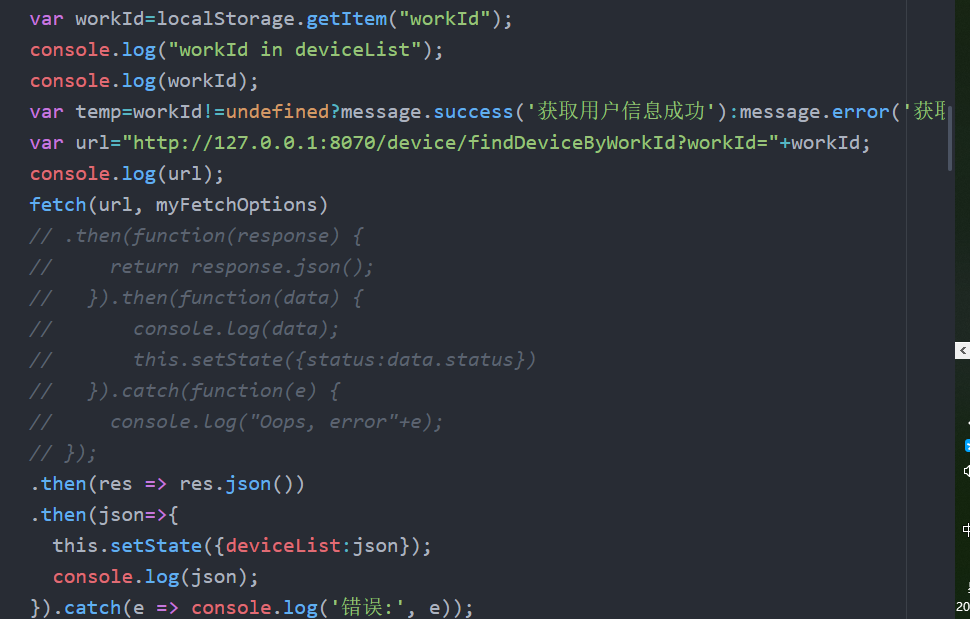 var workId=localStorage.getItem("workId");
console.log("workId in deviceList");
console.log(workId);
var temp=workId!=undefined?message.success('获取用户信息成功'):message.error('获取
var url="http://127.0.0.1:8070/device/findDeviceByWorkId?workId="+workId;
console.log(url);
fetch(url, myFetchOptions)
// .then(function(response) {
//     return response.json();
//   }).then(function(data) {
//       console.log(data);
//       this.setState({status:data.status})
//   }).catch(function(e) {
//     console.log("Oops, error"+e);
// });
.then(res => res.json())
.then(json=>{
  this.setState({deviceList:json});
  console.log(json);
}).catch(e => console.log('错误:', e));
20